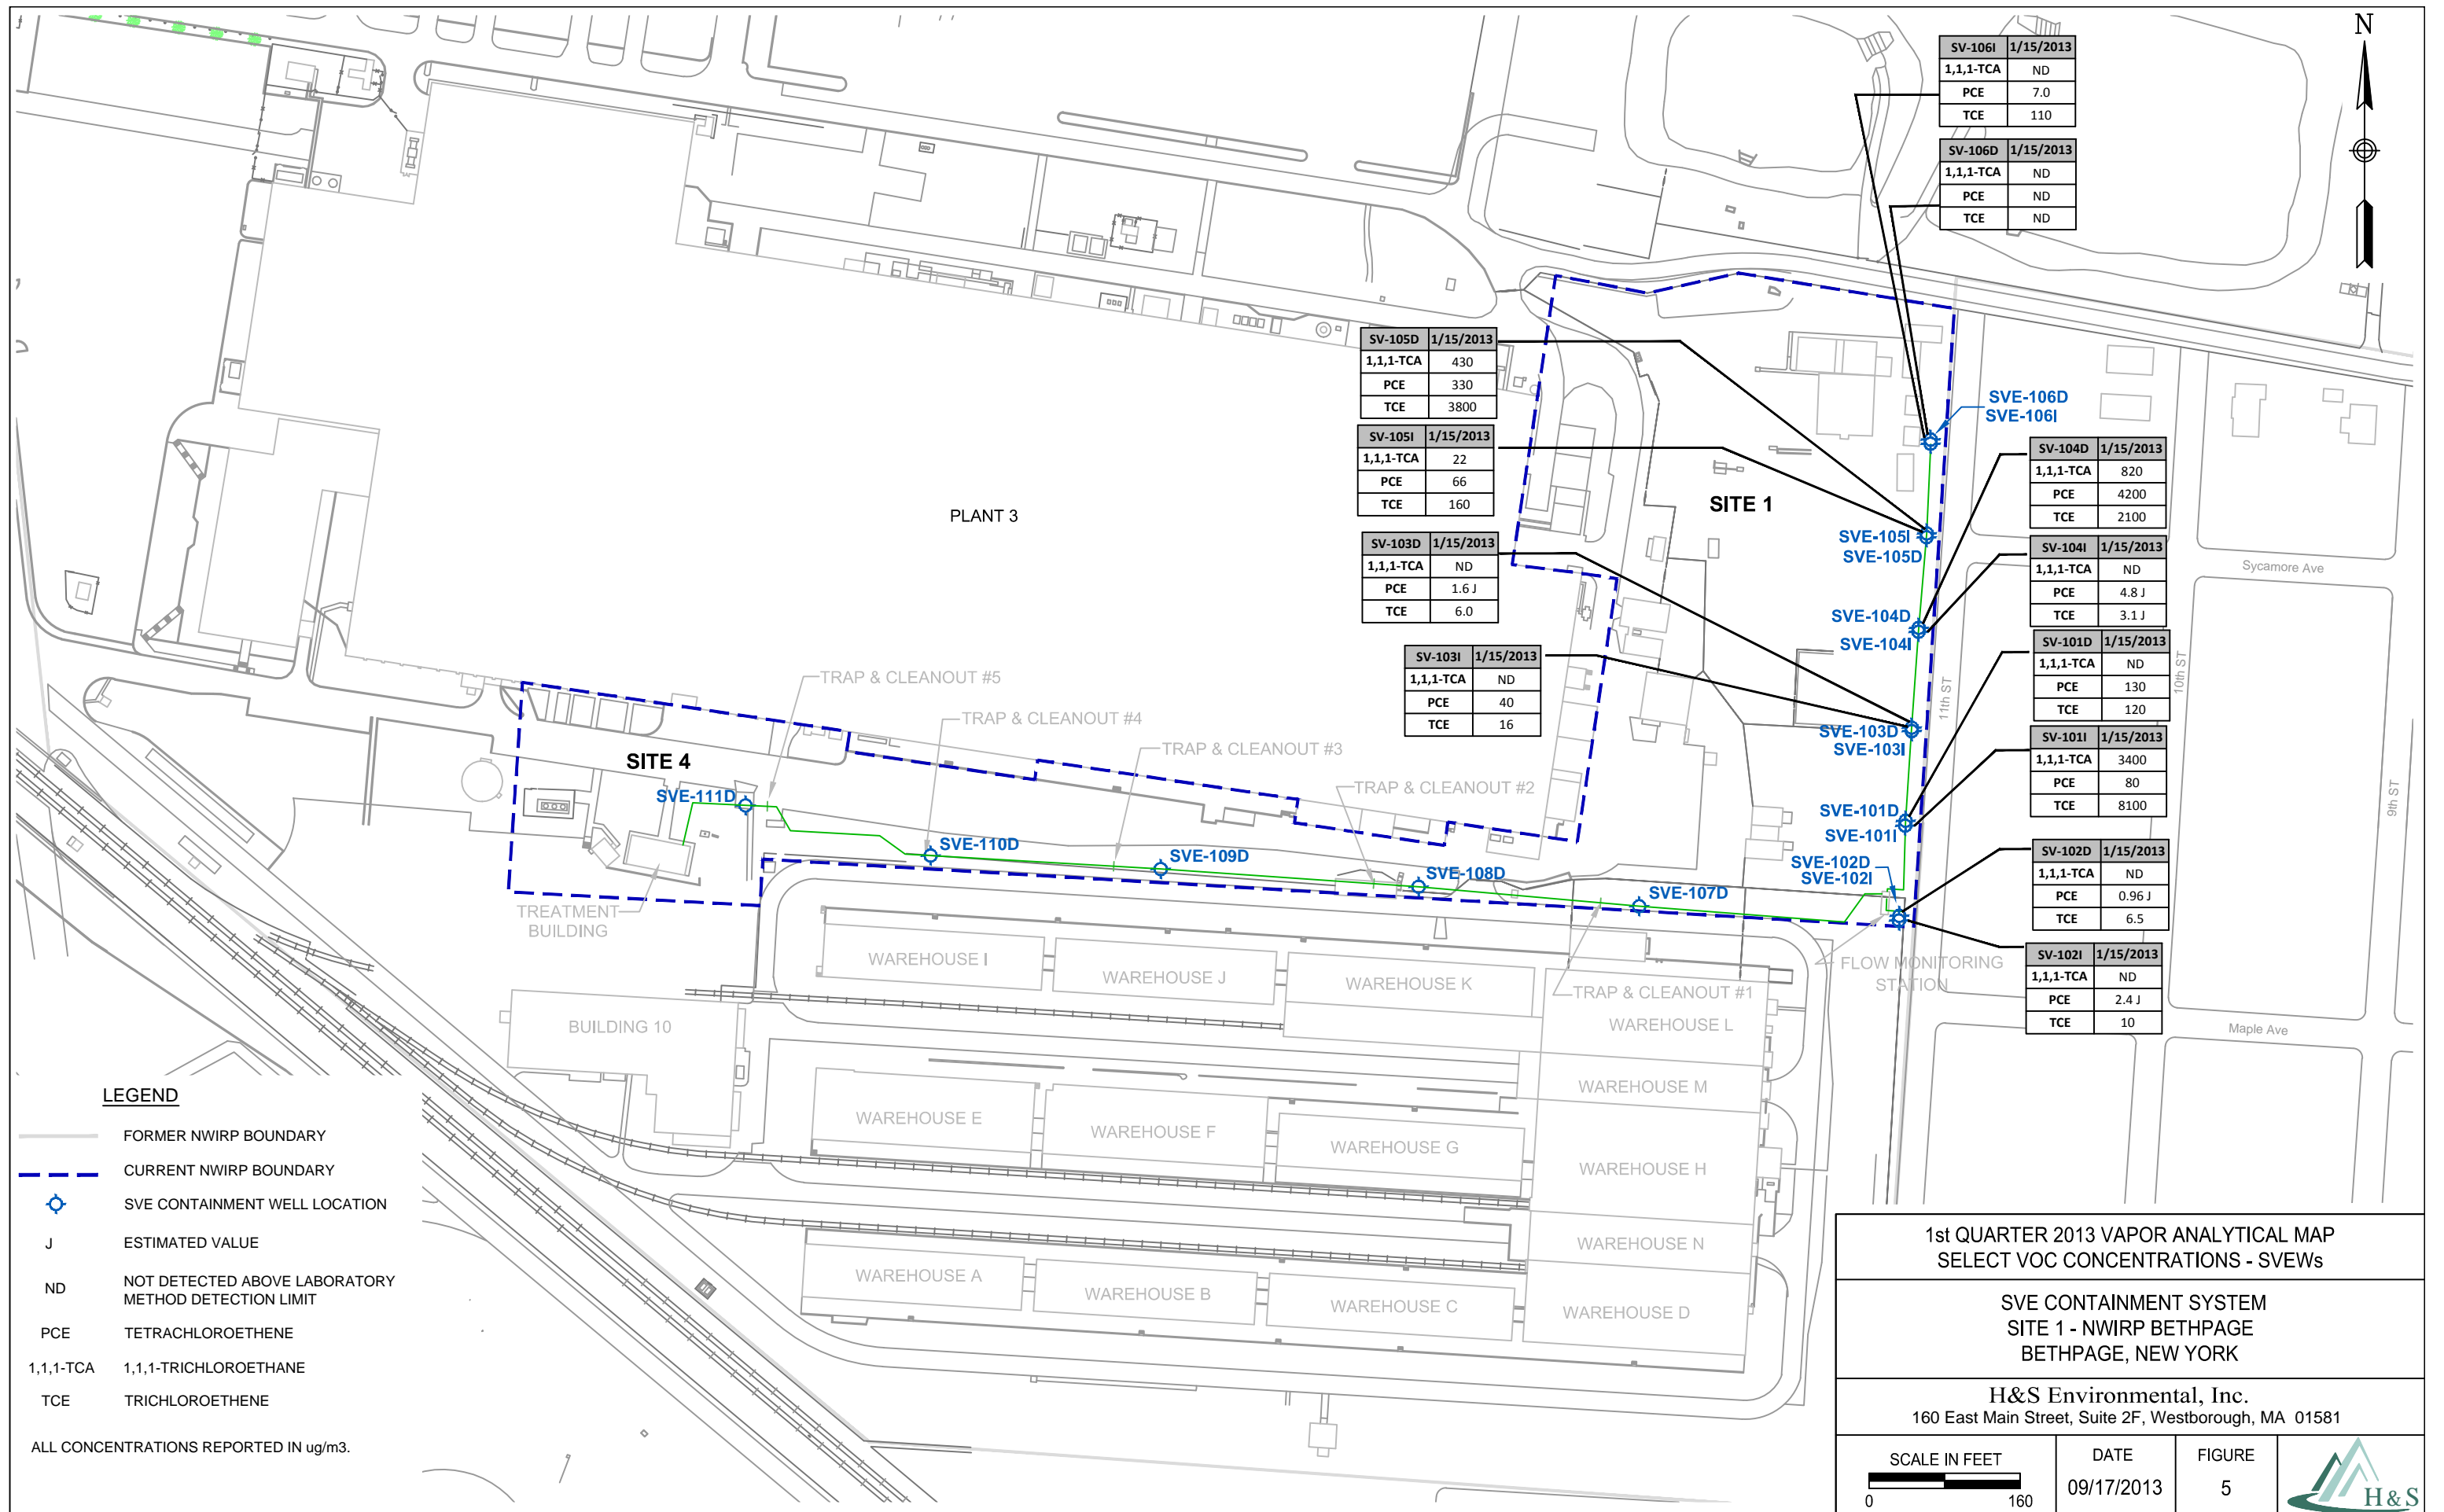 N
SV-106I 1/15/2013
1,1,1-TCA ND
PCE 7.0
TCE 110
SV-106D 1/15/2013
1,1,1-TCA ND
PCE ND
TCE ND
SV-105D 1/15/2013
1,1,1-TCA 430
PCE 330
TCE 3800
SV-105I 1/15/2013
1,1,1-TCA 22
PCE 66
TCE 160
SV-103D 1/15/2013
1,1,1-TCA ND
PCE 1.6 J
TCE 6.0
SV-103I 1/15/2013
1,1,1-TCA ND
PCE 40
TCE 16
SV-104D 1/15/2013
1,1,1-TCA 820
PCE 4200
TCE 2100
SV-104I 1/15/2013
1,1,1-TCA ND
PCE 4.8 J
TCE 3.1 J
SV-101D 1/15/2013
1,1,1-TCA ND
PCE 130
TCE 120
SV-101I 1/15/2013
1,1,1-TCA 3400
PCE 80
TCE 8100
SV-102D 1/15/2013
1,1,1-TCA ND
PCE 0.96 J
TCE 6.5
SV-102I 1/15/2013
1,1,1-TCA ND
PCE 2.4 J
TCE 10
SVE-106D
SVE-106I
SITE 1
SVE-105I
SVE-105D
SVE-104D
SVE-104I
SVE-103D
SVE-103I
SVE-101D
SVE-101I
SVE-102D
SVE-102I
Sycamore Ave
10th ST
11th ST
9th ST
Maple Ave
PLANT 3
TRAP & CLEANOUT #5
TRAP & CLEANOUT #4
TRAP & CLEANOUT #3
TRAP & CLEANOUT #2
SITE 4
SVE-111D
SVE-110D
SVE-109D
SVE-108D
SVE-107D
TREATMENT
BUILDING
FLOW MONITORING
STATION
TRAP & CLEANOUT #1
WAREHOUSE I
WAREHOUSE J
WAREHOUSE K
WAREHOUSE L
BUILDING 10
WAREHOUSE M
WAREHOUSE E
WAREHOUSE F
WAREHOUSE G
WAREHOUSE H
WAREHOUSE N
WAREHOUSE A
WAREHOUSE B
WAREHOUSE C
WAREHOUSE D
LEGEND
FORMER NWIRP BOUNDARY
CURRENT NWIRP BOUNDARY
SVE CONTAINMENT WELL LOCATION
J ESTIMATED VALUE
ND NOT DETECTED ABOVE LABORATORY
METHOD DETECTION LIMIT
PCE TETRACHLOROETHENE
1,1,1-TCA 1,1,1-TRICHLOROETHANE
TCE TRICHLOROETHENE
ALL CONCENTRATIONS REPORTED IN ug/m3.
1st QUARTER 2013 VAPOR ANALYTICAL MAP
SELECT VOC CONCENTRATIONS - SVEWs
SVE CONTAINMENT SYSTEM
SITE 1 - NWIRP BETHPAGE
BETHPAGE, NEW YORK
H&S Environmental, Inc.
160 East Main Street, Suite 2F, Westborough, MA 01581
SCALE IN FEET
0 160
DATE
09/17/2013
FIGURE
5
H&S